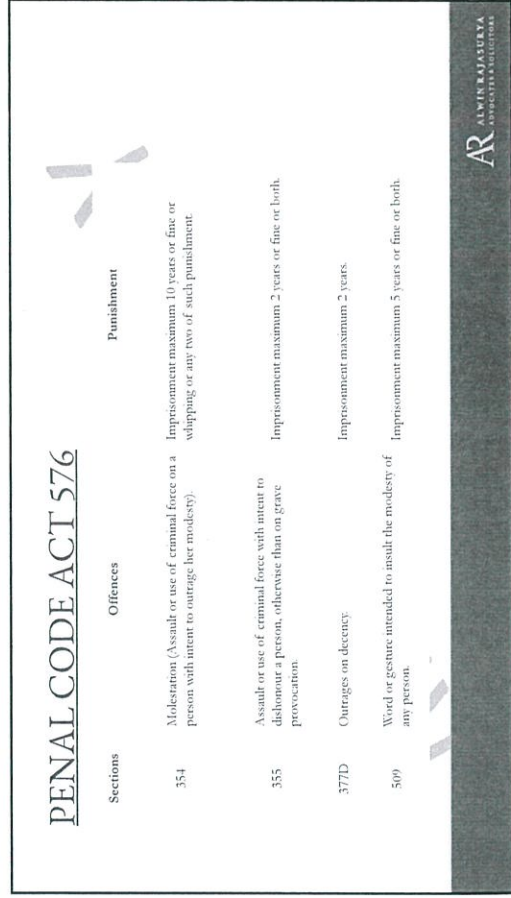 PENAL CODE ACT 576
Sections Offences Punishment
354 Molestation (Assault or use of criminal force on a Imprisonment maximum 10 years or fine or
person with intent to outrage her modesty). whipping or any two of such punishment.
355 Assault or use of criminal force with intent to Imprisonment maximum 2 years or fine or both.
dishonour a person, otherwise than on grave
provocation.
377D Outrages on decency. Imprisonment maximum 2 years.
509 Word or gesture intended to insult the modesty of Imprisonment maximum 5 years or fine or both.
any person.
AR ALWIN RAJASURYA
ADVOCATES & SOLICITORS